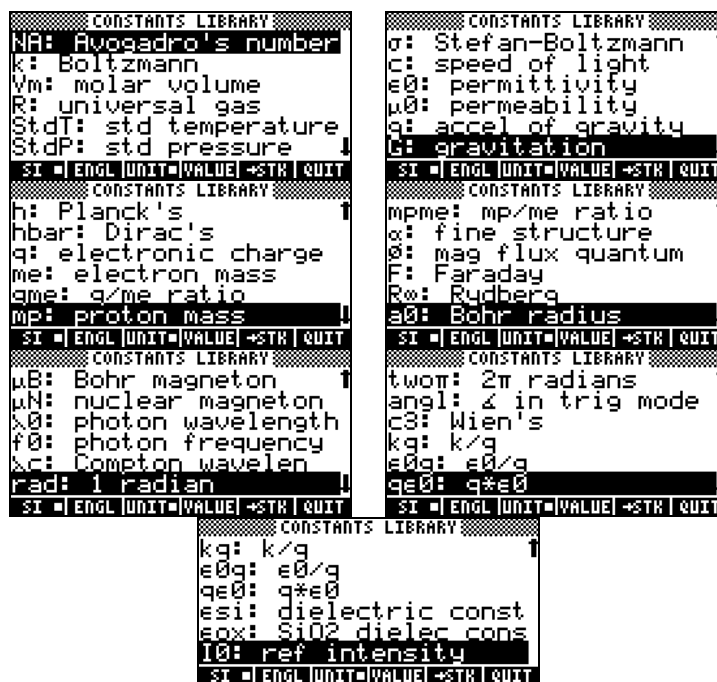 CONSTANTS LIBRARY
NA: Avogadro's number
k: Boltzmann
Vm: molar volume
R: universal gas
StdT: std temperature
StdP: std pressure ↓
SI ■ ENGL UNIT■ VALUE →STK QUIT
CONSTANTS LIBRARY
σ: Stefan-Boltzmann
c: speed of light
ε0: permittivity
μ0: permeability
g: accel of gravity
G: gravitation
SI ■ ENGL UNIT■ VALUE →STK QUIT
CONSTANTS LIBRARY
h: Planck's ↑
hbar: Dirac's
q: electronic charge
me: electron mass
qme: q/me ratio
mp: proton mass ↓
SI ■ ENGL UNIT■ VALUE →STK QUIT
CONSTANTS LIBRARY
mpme: mp/me ratio
α: fine structure
ø: mag flux quantum
F: Faraday
R∞: Rydberg
a0: Bohr radius ↓
SI ■ ENGL UNIT■ VALUE →STK QUIT
CONSTANTS LIBRARY
μB: Bohr magneton ↑
μN: nuclear magneton
λ0: photon wavelength
f0: photon frequency
λc: Compton wavelen
rad: 1 radian ↓
SI ■ ENGL UNIT■ VALUE →STK QUIT
CONSTANTS LIBRARY
twoπ: 2π radians
angl: ∡ in trig mode
c3: Wien's
kq: k/q
ε0q: ε0/q
qε0: q*ε0 ↓
SI ■ ENGL UNIT■ VALUE →STK QUIT
CONSTANTS LIBRARY
kq: k/q ↑
ε0q: ε0/q
qε0: q*ε0
εsi: dielectric const
εox: SiO2 dielec cons
I0: ref intensity
SI ■ ENGL UNIT■ VALUE →STK QUIT